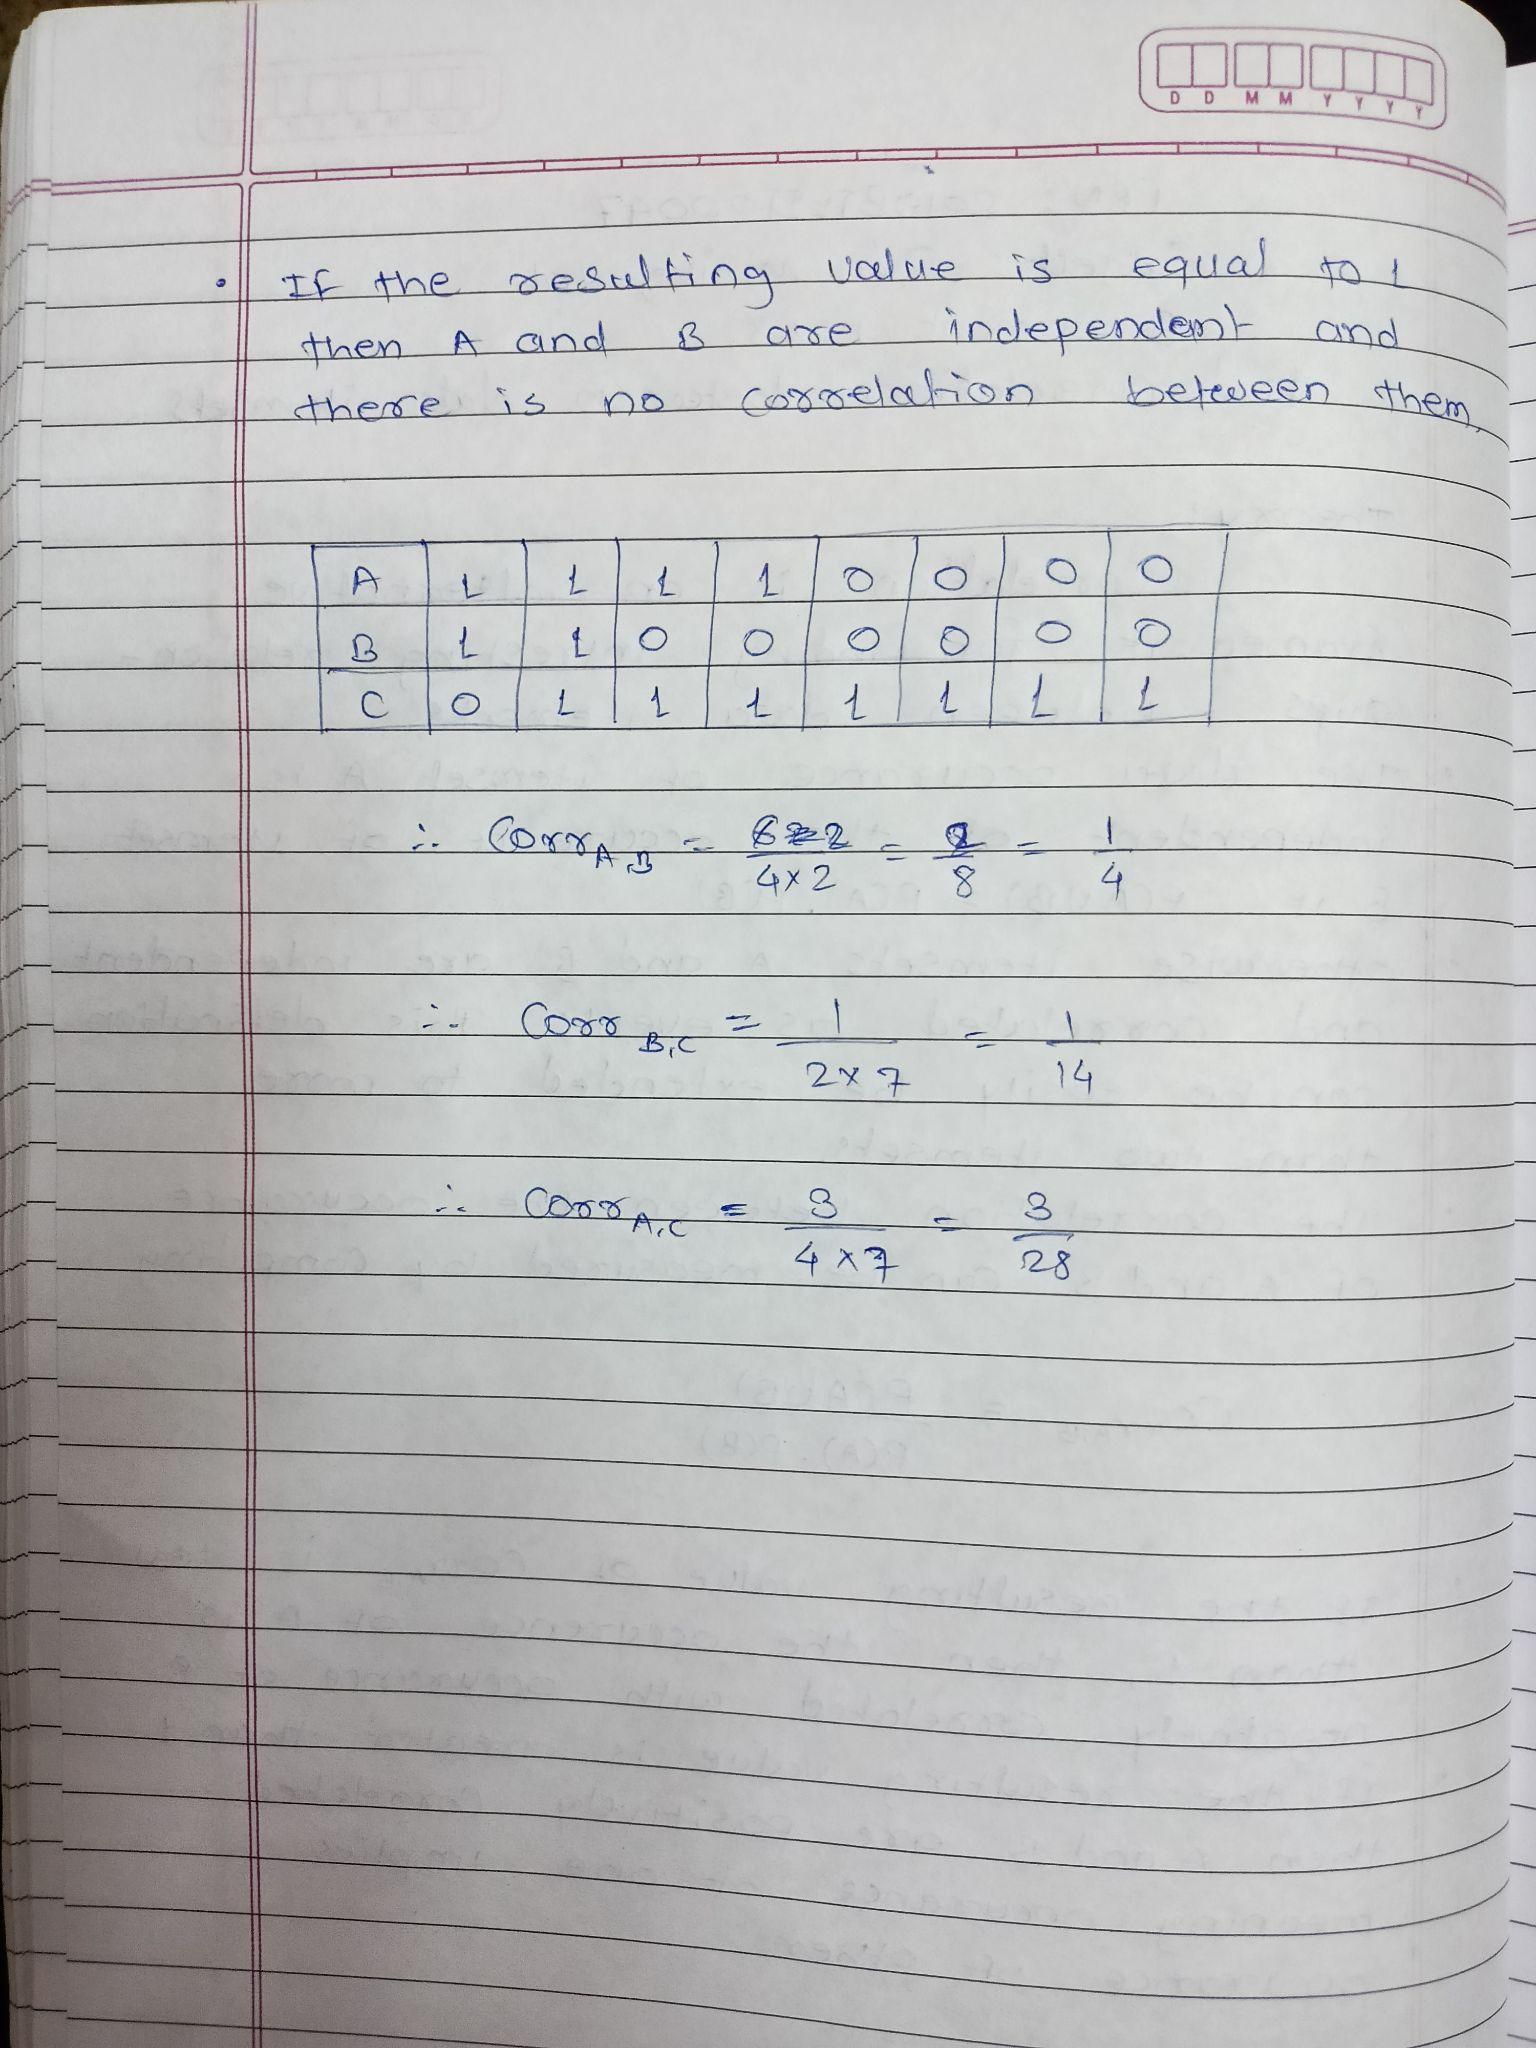 D D M M Y Y Y Y
• If the resulting value is equal to 1
then A and B are independent and
there is no correlation between them.
A 1 1 1 1 0 0 0 0
B 1 1 0 0 0 0 0 0
C 0 1 1 1 1 1 1 1
∴ Corr A B = 2 / 4×2 = 2 / 8 = 1 / 4
∴ Corr B,C = 1 / 2×7 = 1 / 14
∴ Corr A,C = 3 / 4×7 = 3 / 28